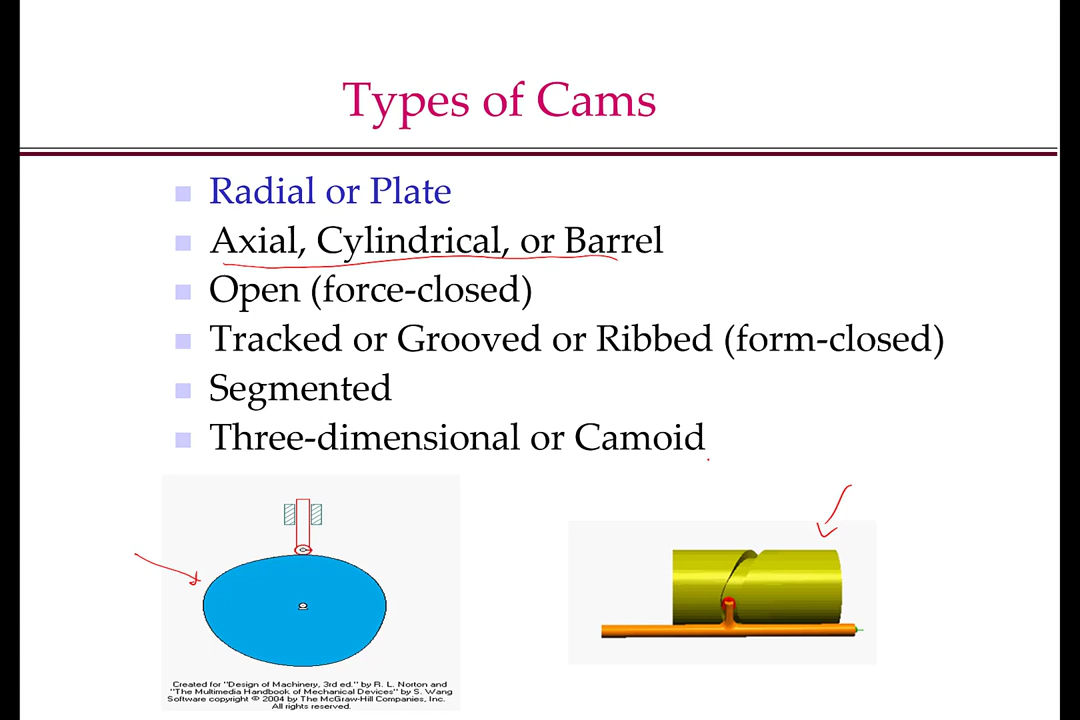 Types of Cams
Radial or Plate
Axial, Cylindrical, or Barrel
Open (force-closed)
Tracked or Grooved or Ribbed (form-closed)
Segmented
Three-dimensional or Camoid
Created for "Design of Machinery, 3rd ed." by R. L. Norton and
"The Multimedia Handbook of Mechanical Devices" by S. Wang
Software copyright © 2004 by The McGraw-Hill Companies, Inc.
All rights reserved.